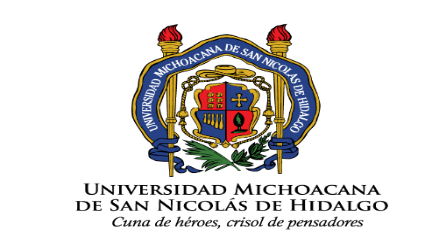 UNIVERSIDAD MICHOACANA DE SAN NICOLAS DE HIDALGO
UNIVERSIDAD MICHOACANA
DE SAN NICOLÁS DE HIDALGO
Cuna de héroes, crisol de pensadores